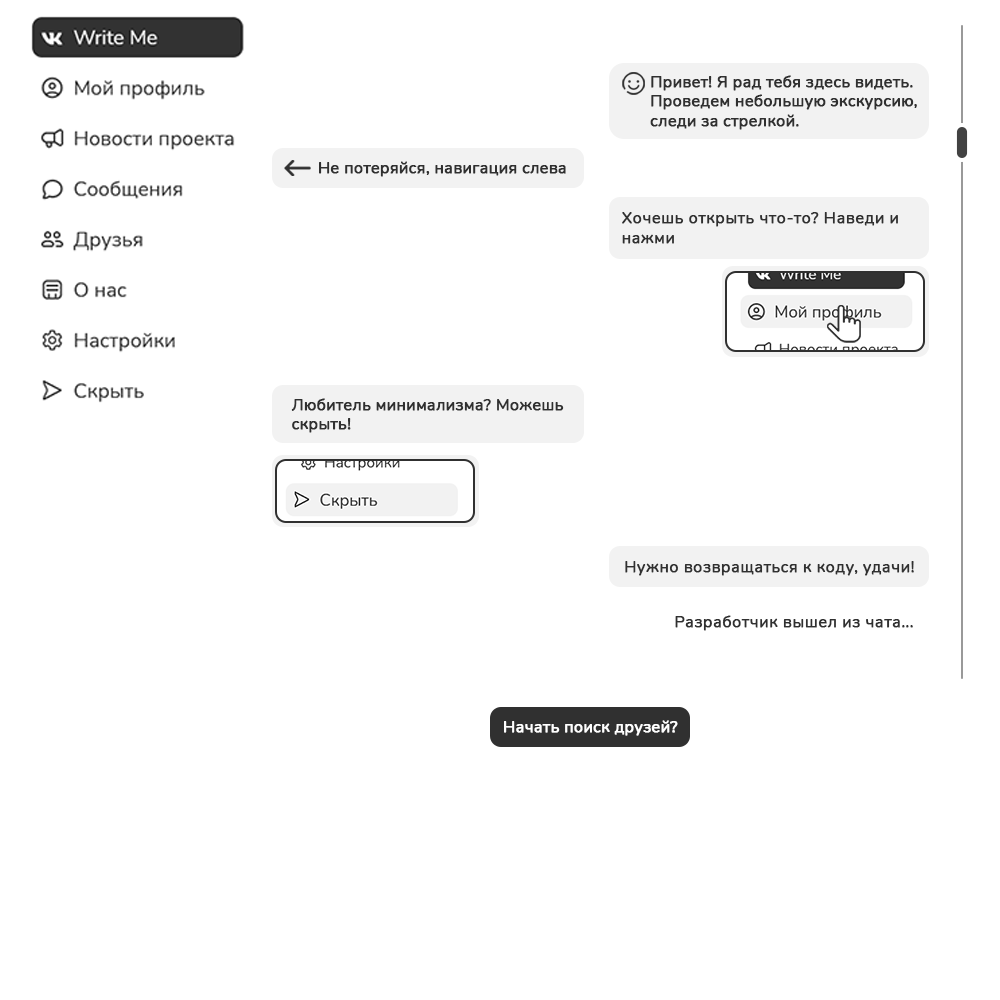 Write Me
Мой профиль
Новости проекта
Сообщения
Друзья
О нас
Настройки
Скрыть
Привет! Я рад тебя здесь видеть.
Проведем небольшую экскурсию,
следи за стрелкой.
Не потеряйся, навигация слева
Хочешь открыть что-то? Наведи и
нажми
Write Me
Мой профиль
Новости проекта
Любитель минимализма? Можешь
скрыть!
Настройки
Скрыть
Нужно возвращаться к коду, удачи!
Разработчик вышел из чата...
Начать поиск друзей?